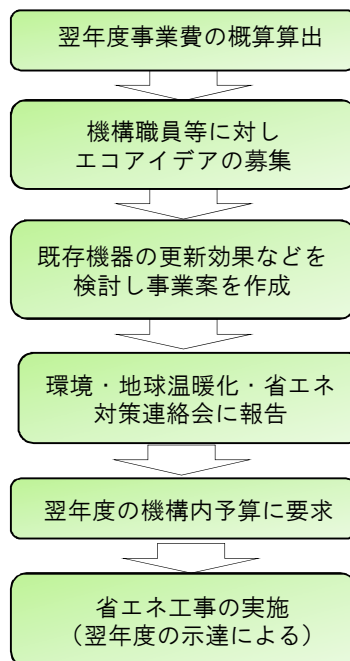 翌年度事業費の概算算出
機構職員等に対し
エコアイデアの募集
既存機器の更新効果などを
検討し事業案を作成
環境・地球温暖化・省エネ
対策連絡会に報告
翌年度の機構内予算に要求
省エネ工事の実施
（翌年度の示達による）